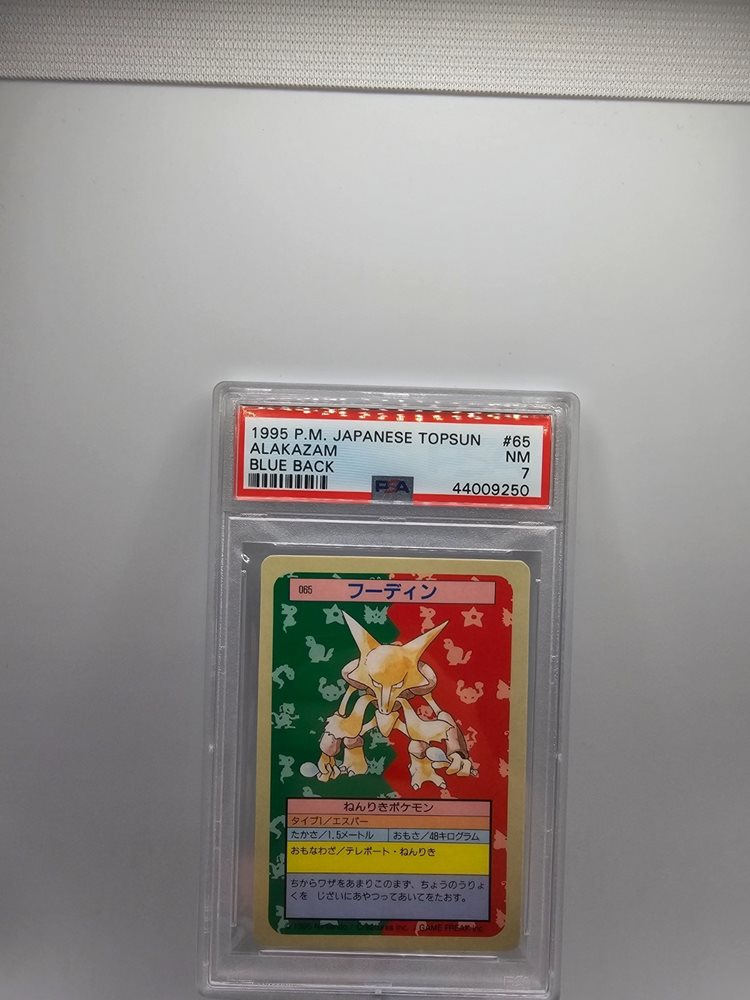 1995 P.M. JAPANESE TOPSUN #65
ALAKAZAM NM
BLUE BACK 7
PSA 44009250
065 フーディン
ねんりきポケモン
タイプ1/エスパー
たかさ/1.5メートル おもさ/48キログラム
おもなわざ/テレポート・ねんりき
ちからワザをあまりこのまず、ちょうのうりょ
くを じざいにあやつってあいてをたおす。
© 1995 Nintendo・Creatures Inc.・GAME FREAK inc.